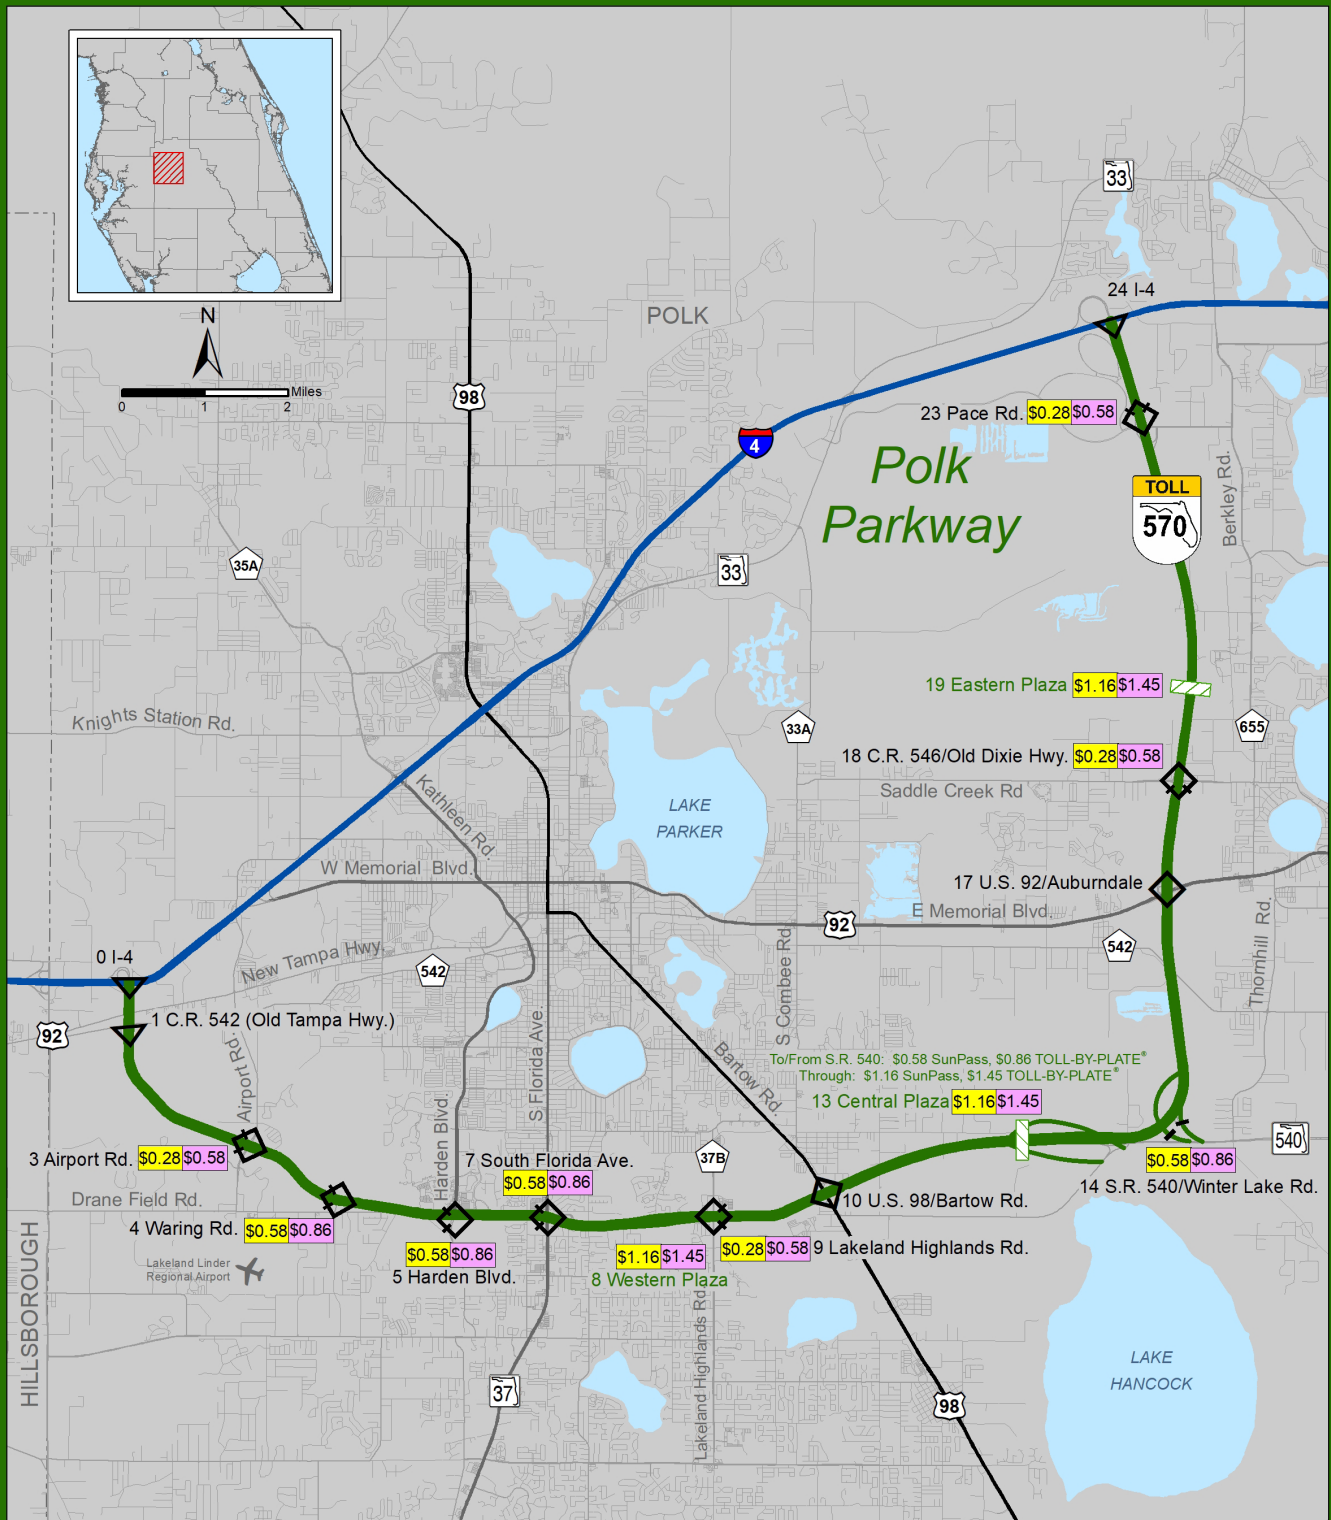 33
24 I-4
N
POLK
Miles
0 1 2
98
23 Pace Rd. $0.28 $0.58
4
Polk
Parkway
TOLL
570
Berkley Rd.
35A
33
19 Eastern Plaza $1.16 $1.45
Knights Station Rd.
33A
655
18 C.R. 546/Old Dixie Hwy. $0.28 $0.58
Saddle Creek Rd
LAKE
PARKER
Kathleen Rd.
W Memorial Blvd.
17 U.S. 92/Auburndale
E Memorial Blvd.
92
0 I-4
New Tampa Hwy.
542
542
Thornhill Rd.
S Combee Rd.
1 C.R. 542 (Old Tampa Hwy.)
92
Airport Rd.
S Florida Ave.
Bartow Rd.
To/From S.R. 540: $0.58 SunPass, $0.86 TOLL-BY-PLATE®
Through: $1.16 SunPass, $1.45 TOLL-BY-PLATE®
13 Central Plaza $1.16 $1.45
Harden Blvd.
540
3 Airport Rd. $0.28 $0.58
7 South Florida Ave.
$0.58 $0.86
37B
$0.58 $0.86
14 S.R. 540/Winter Lake Rd.
Drane Field Rd.
10 U.S. 98/Bartow Rd.
4 Waring Rd. $0.58 $0.86
$0.58 $0.86
5 Harden Blvd.
$1.16 $1.45
8 Western Plaza
$0.28 $0.58 9 Lakeland Highlands Rd.
Lakeland Linder
Regional Airport
HILLSBOROUGH
Lakeland Highlands Rd.
LAKE
HANCOCK
37
98